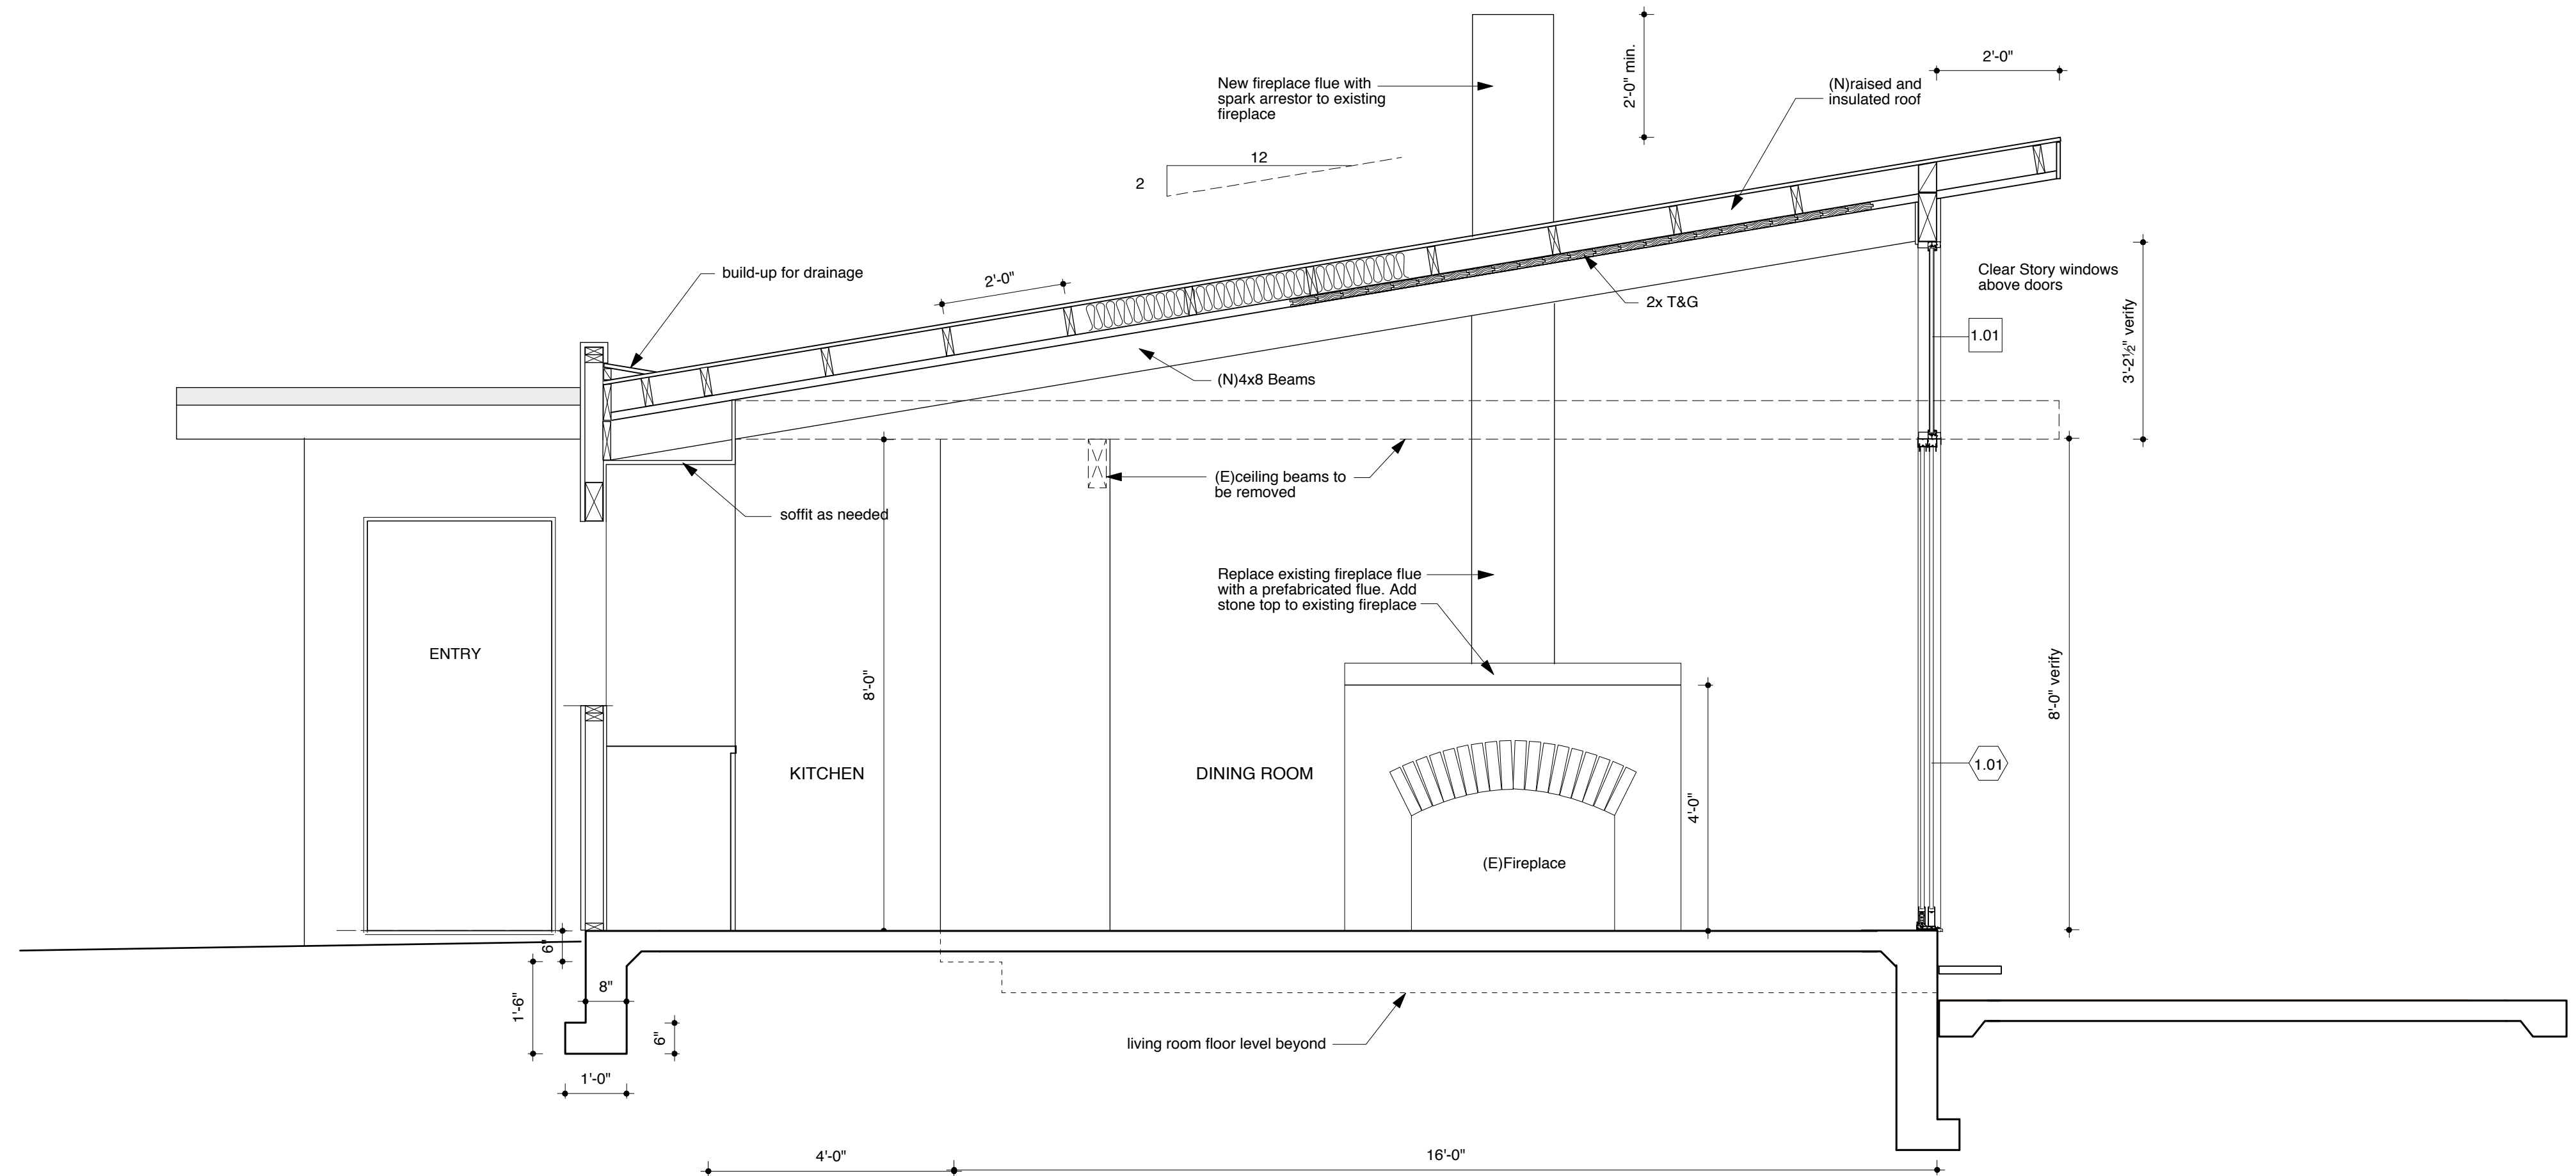 2'-0"
New fireplace flue with
spark arrestor to existing
fireplace
2'-0" min.
(N)raised and
insulated roof
12
2
build-up for drainage
2'-0"
Clear Story windows
above doors
2x T&G
1.01
3'-2½" verify
(N)4x8 Beams
(E)ceiling beams to
be removed
soffit as needed
Replace existing fireplace flue
with a prefabricated flue. Add
stone top to existing fireplace
ENTRY
8'-0"
8'-0" verify
KITCHEN
DINING ROOM
4'-0"
1.01
(E)Fireplace
6"
8"
1'-6"
6"
living room floor level beyond
1'-0"
4'-0"
16'-0"